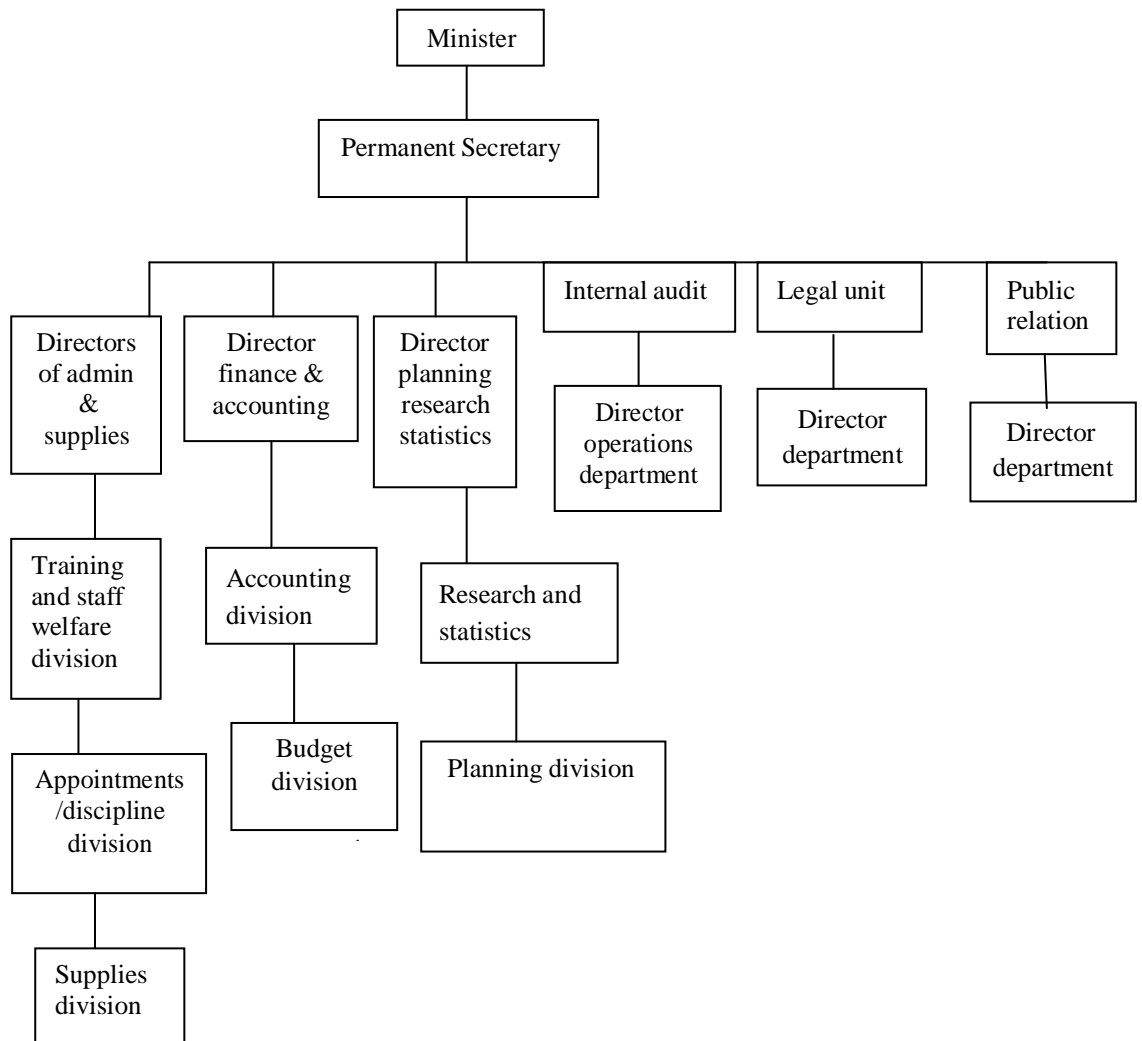 Minister
Permanent Secretary
Internal audit
Legal unit
Public
relation
Directors
of admin
&
supplies
Director
finance &
accounting
Director
planning
research
statistics
Director
operations
department
Director
department
Director
department
Training
and staff
welfare
division
Accounting
division
Research and
statistics
Appointments
/discipline
division
Budget
division
Planning division
Supplies
division